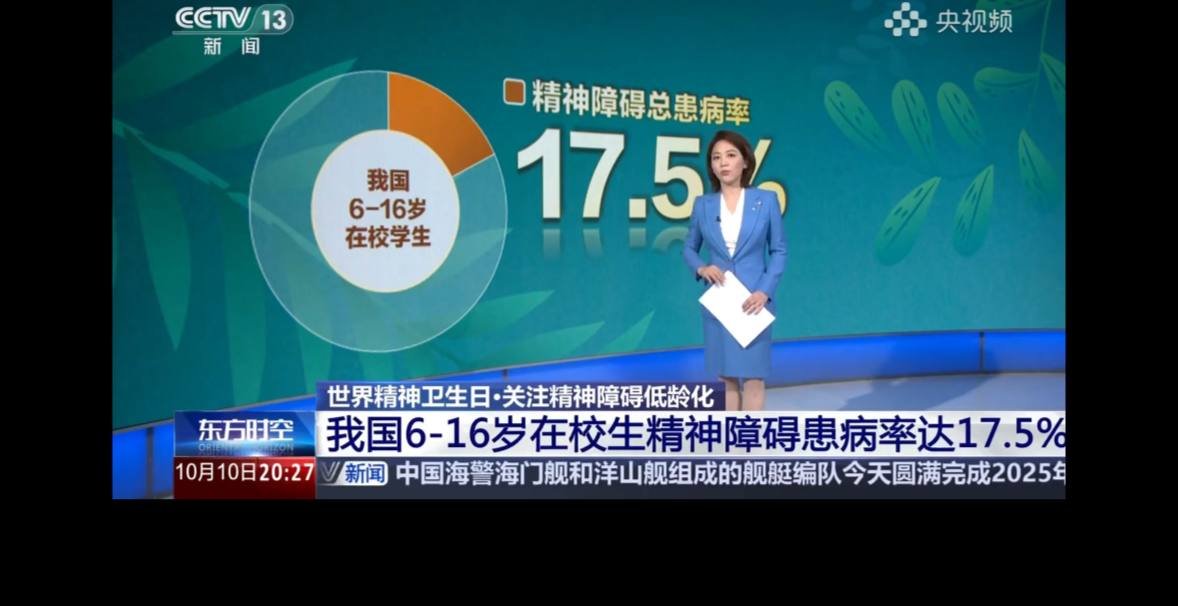 CCTV 13
新闻
央视频
精神障碍总患病率
17.5%
我国
6-16岁
在校学生
世界精神卫生日·关注精神障碍低龄化
东方时空
我国6-16岁在校生精神障碍患病率达17.5%
10月10日20:27
新闻 中国海警海门舰和洋山舰组成的舰艇编队今天圆满完成2025年